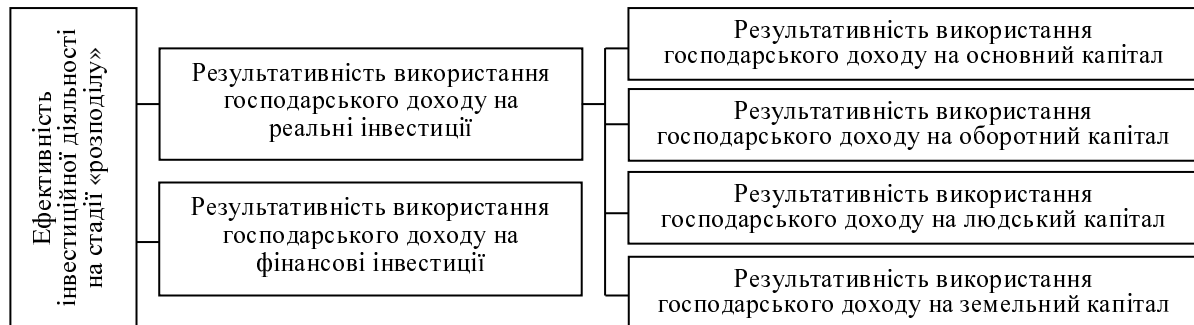 Ефективність
інвестиційної діяльності
на стадії «розподілу»
Результативність використання
господарського доходу на
реальні інвестиції
Результативність використання
господарського доходу на
фінансові інвестиції
Результативність використання
господарського доходу на основний капітал
Результативність використання
господарського доходу на оборотний капітал
Результативність використання
господарського доходу на людський капітал
Результативність використання
господарського доходу на земельний капітал